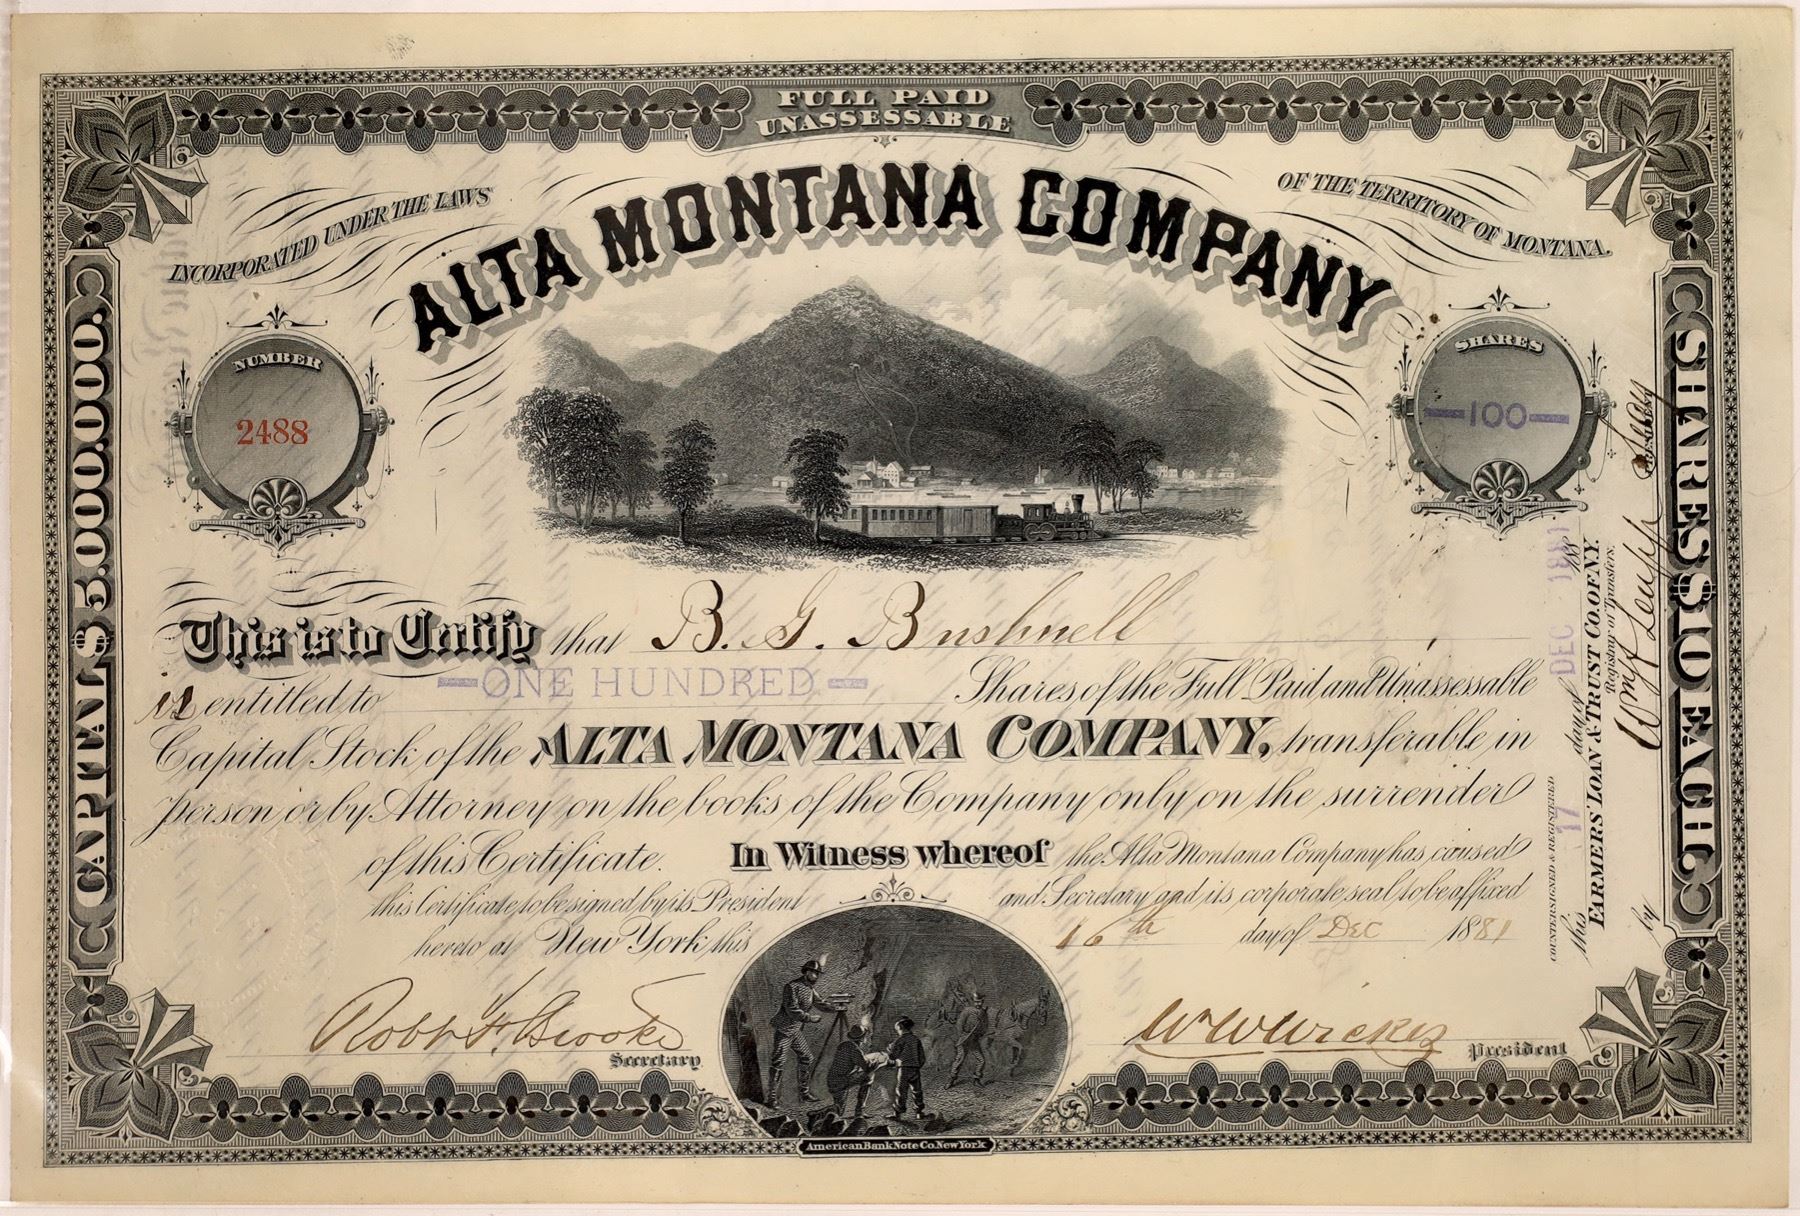 FULL PAID
UNASSESSABLE
INCORPORATED UNDER THE LAWS
OF THE TERRITORY OF MONTANA.
ALTA MONTANA COMPANY
NUMBER
2488
SHARES
—100—
CAPITAL $5.000.000.
SHARES $10 EACH.
This is to Certify that B. G. Bushnell
is entitled to —ONE HUNDRED— Shares of the Full Paid and Unassessable
Capital Stock of the ALTA MONTANA COMPANY, transferable in
person or by Attorney on the books of the Company only on the surrender
of this Certificate. In Witness whereof the Alta Montana Company has caused
this Certificate to be signed by its President and Secretary and its corporate seal to be affixed
hereto at New York this 16th day of DEC 1881
Robt F. Brooke
Secretary
President
American Bank Note Co. New York
COUNTERSIGNED & REGISTERED
this 17 day of DEC 1881 188
FARMERS' LOAN & TRUST CO. OF N.Y.
Registrar of Transfers.
by